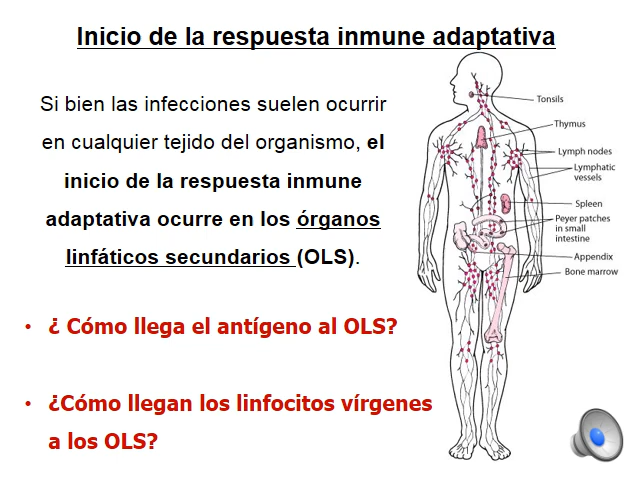 Inicio de la respuesta inmune adaptativa
Si bien las infecciones suelen ocurrir
en cualquier tejido del organismo, el
inicio de la respuesta inmune
adaptativa ocurre en los órganos
linfáticos secundarios (OLS).
• ¿ Cómo llega el antígeno al OLS?
• ¿Cómo llegan los linfocitos vírgenes
a los OLS?
Tonsils
Thymus
Lymph nodes
Lymphatic
vessels
Spleen
Peyer patches
in small
intestine
Appendix
Bone marrow